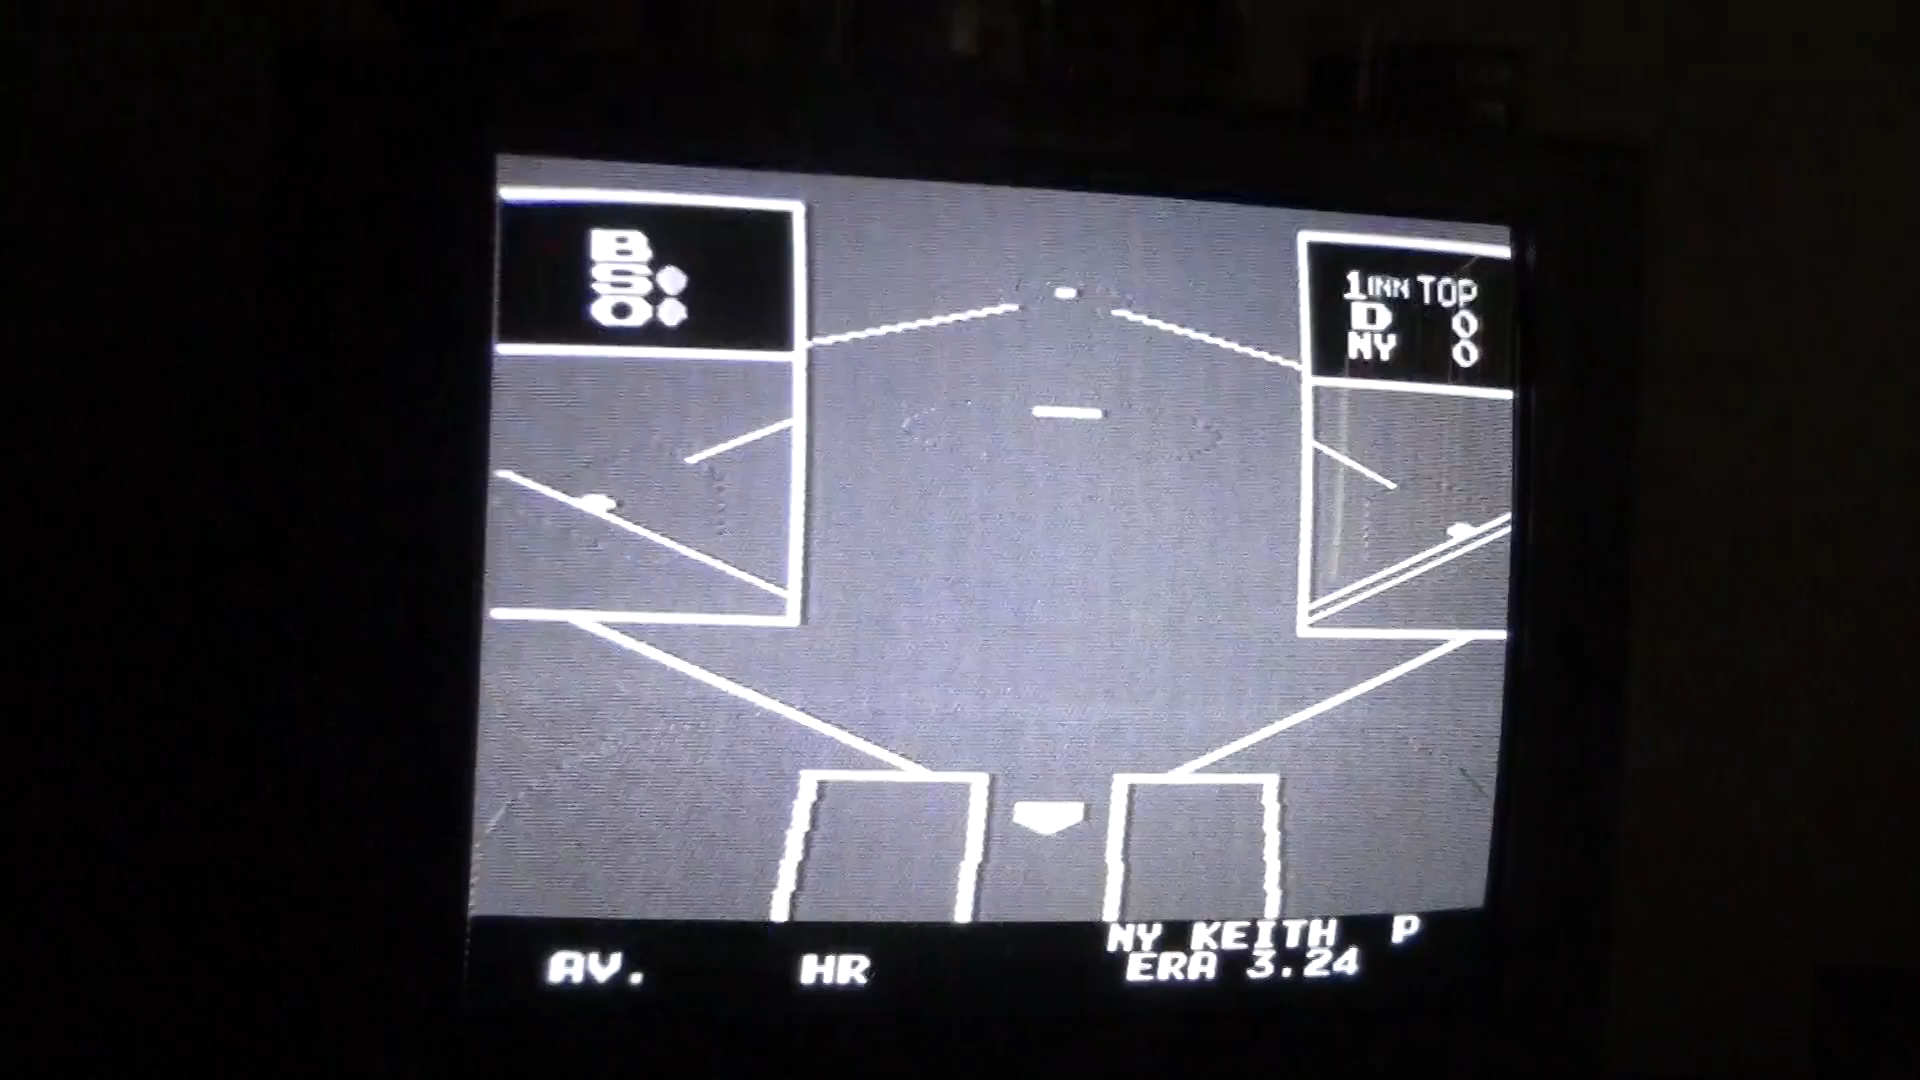 B
S
O
1INN TOP
D 0
NY 0
NY KEITH P
AV. HR ERA 3.24